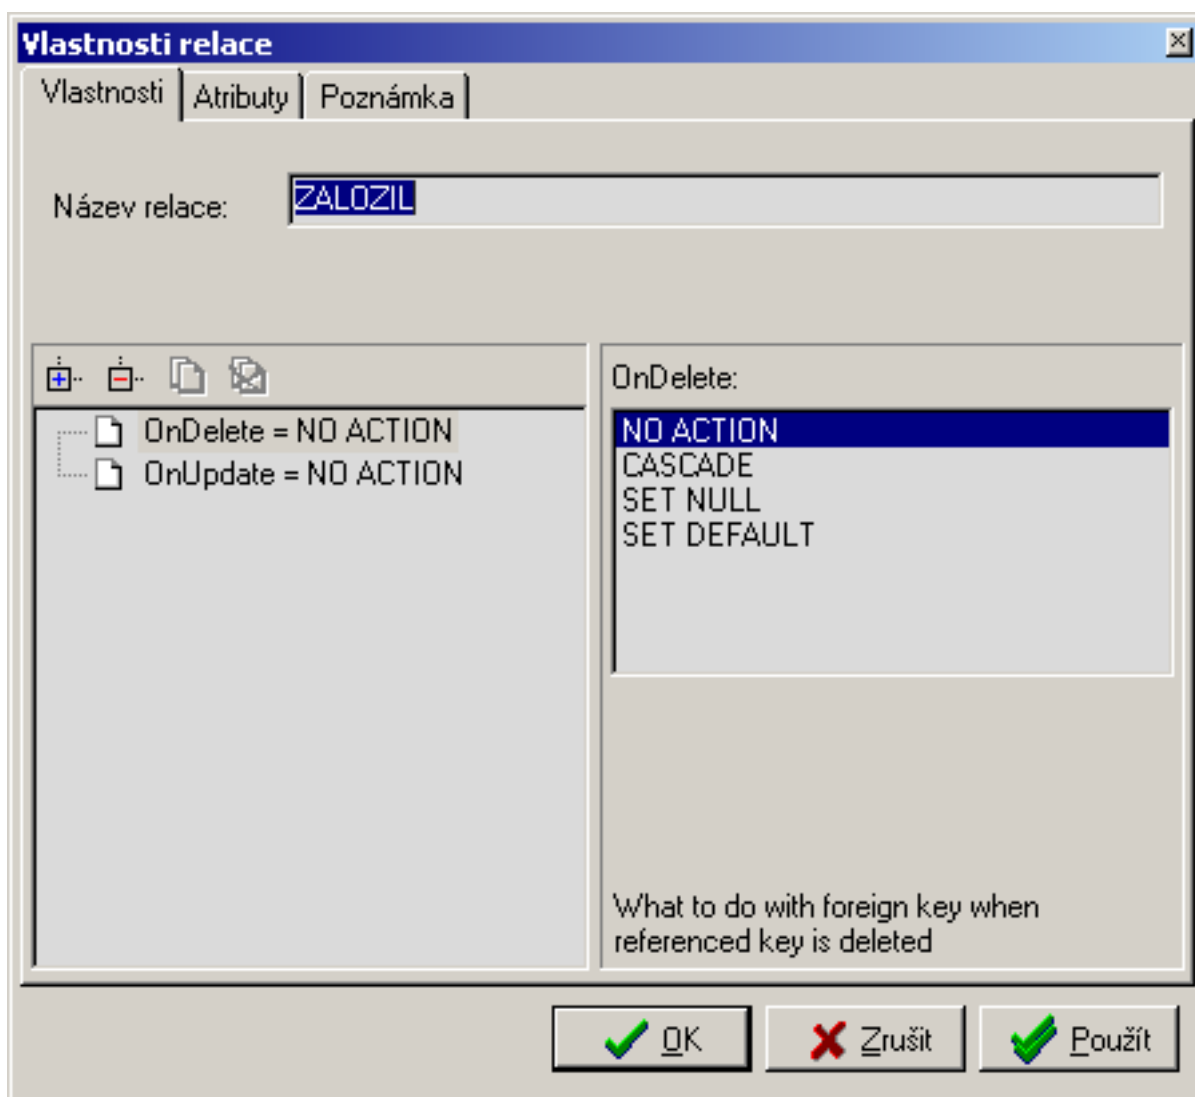 Vlastnosti relace
Vlastnosti Atributy Poznámka
Název relace: ZALOZIL
OnDelete = NO ACTION
OnUpdate = NO ACTION
OnDelete:
NO ACTION
CASCADE
SET NULL
SET DEFAULT
What to do with foreign key when
referenced key is deleted
OK Zrušit Použít